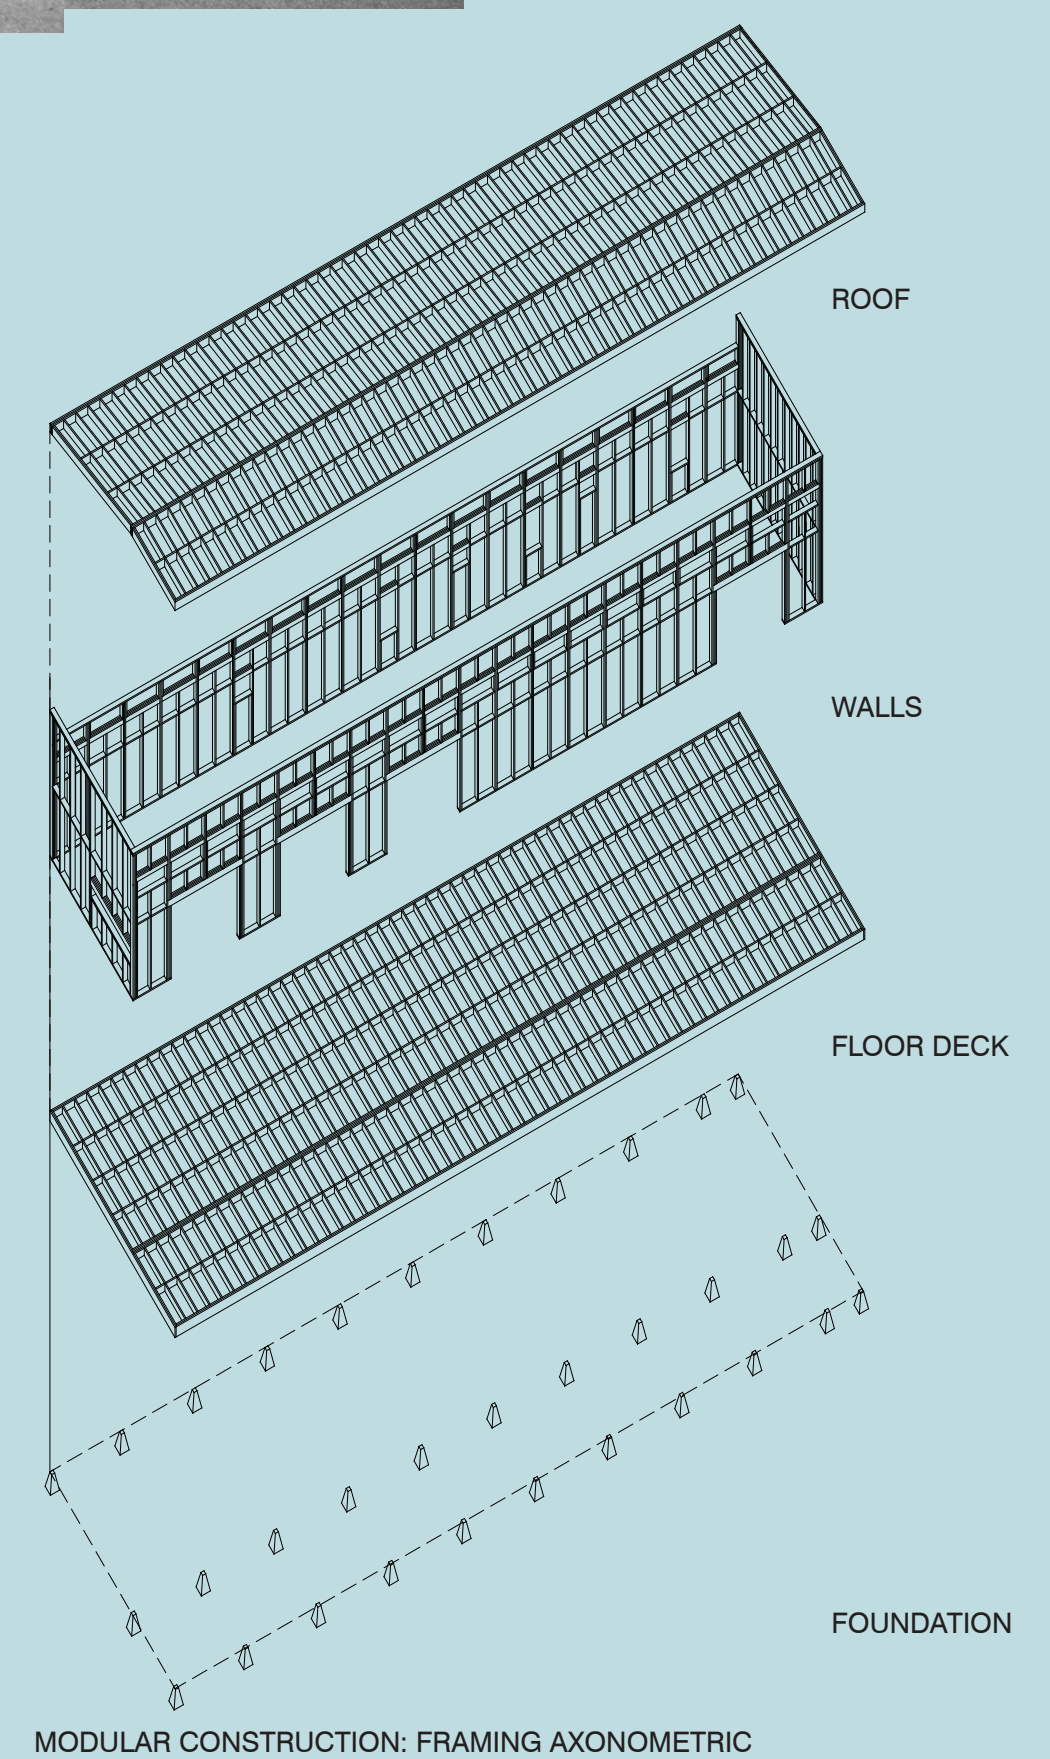 ROOF
WALLS
FLOOR DECK
FOUNDATION
MODULAR CONSTRUCTION: FRAMING AXONOMETRIC